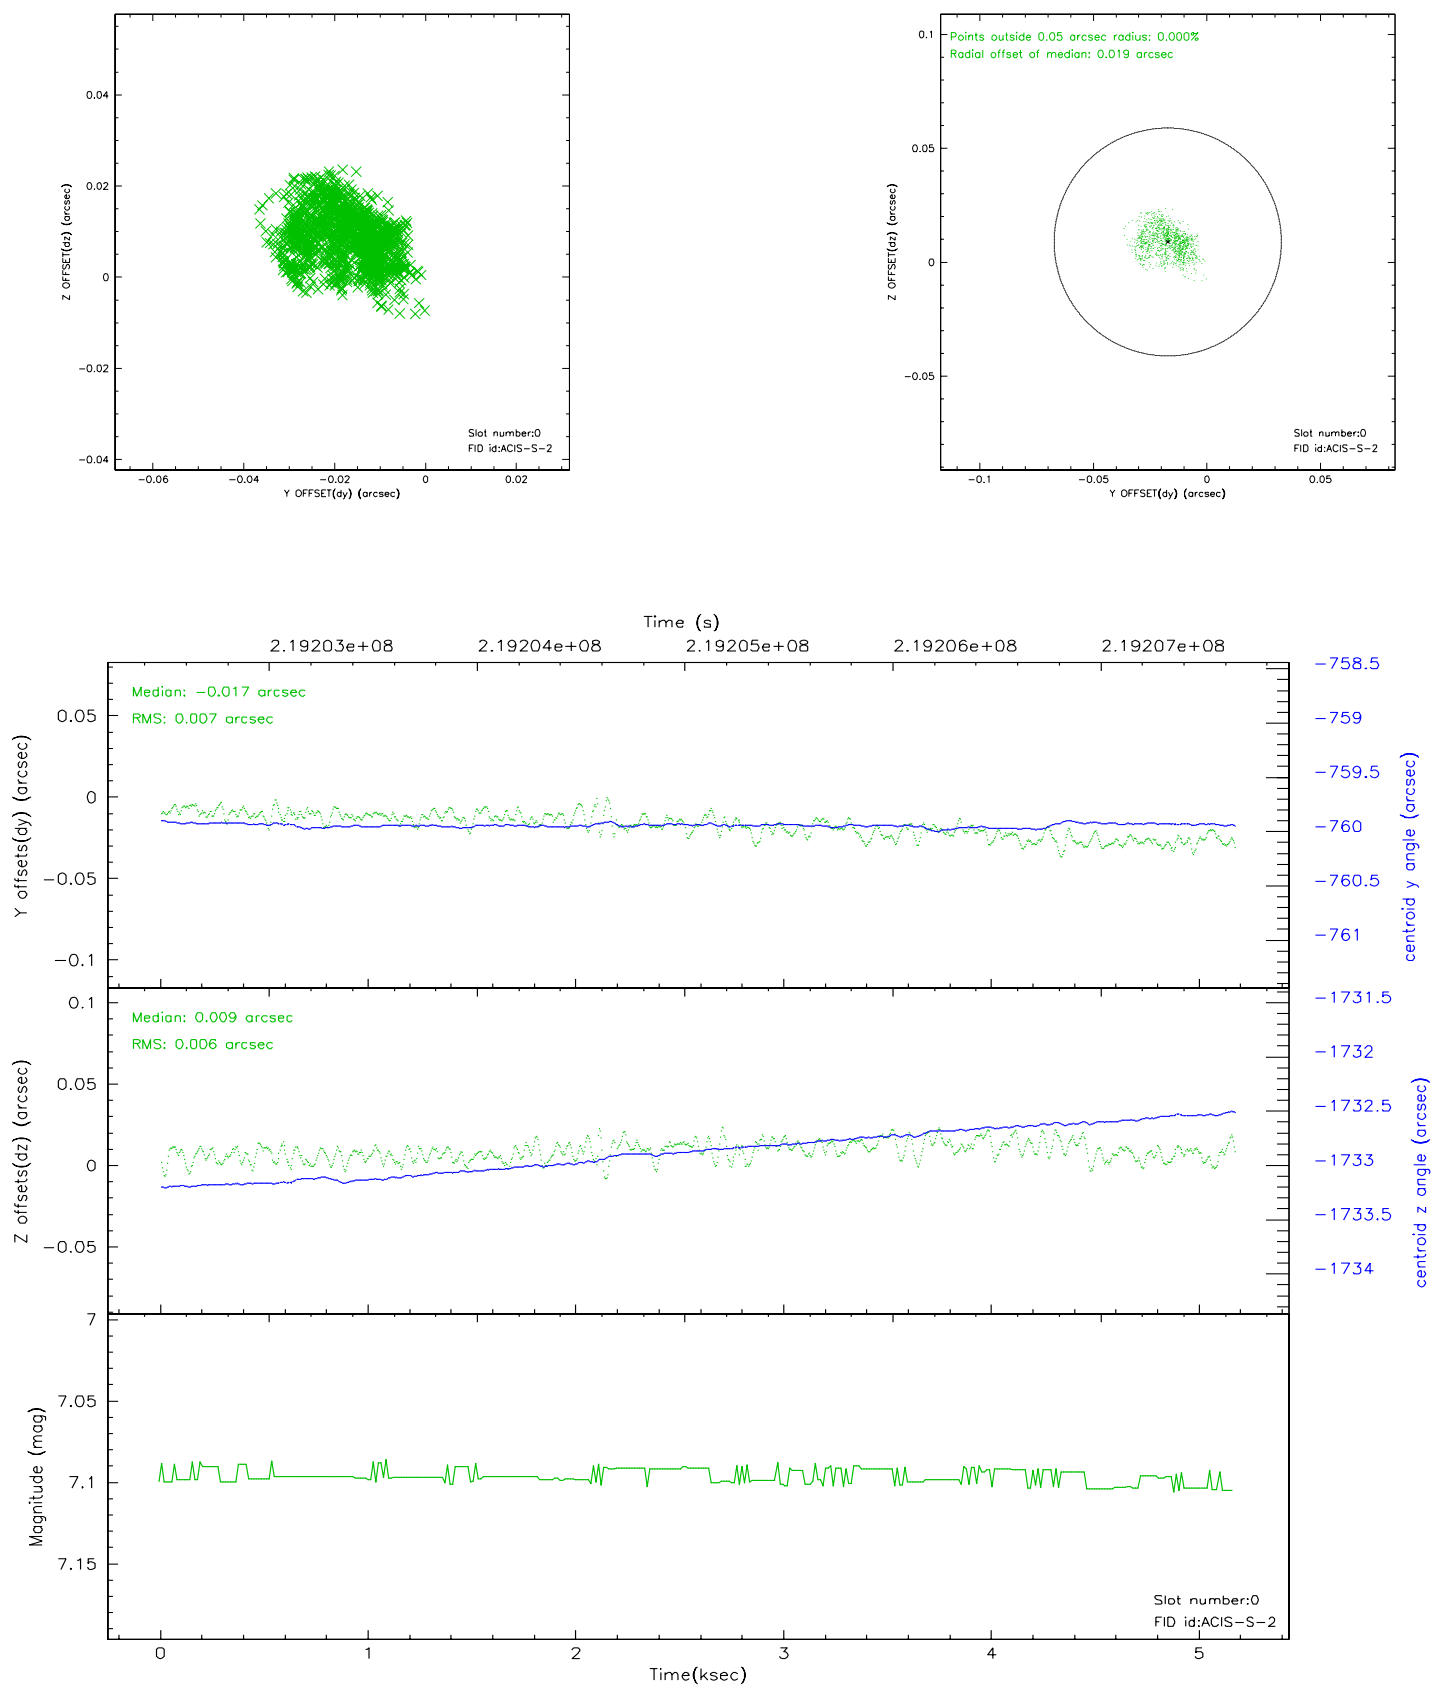 0.04
0.02
0
−0.02
−0.04
Z OFFSET(dz) (arcsec)
Slot number:0
FID id:ACIS−S−2
−0.06
−0.04
−0.02
0
0.02
Y OFFSET(dy) (arcsec)
Points outside 0.05 arcsec radius: 0.000%
Radial offset of median: 0.019 arcsec
0.1
0.05
0
−0.05
Z OFFSET(dz) (arcsec)
Slot number:0
FID id:ACIS−S−2
−0.1
−0.05
0
0.05
Y OFFSET(dy) (arcsec)
Time (s)
2.19203e+08
2.19204e+08
2.19205e+08
2.19206e+08
2.19207e+08
Median: −0.017 arcsec
RMS: 0.007 arcsec
0.05
0
−0.05
−0.1
Y offsets(dy) (arcsec)
−758.5
−759
−759.5
−760
−760.5
−761
centroid y angle (arcsec)
Median: 0.009 arcsec
RMS: 0.006 arcsec
0.1
0.05
0
−0.05
Z offsets(dz) (arcsec)
−1731.5
−1732
−1732.5
−1733
−1733.5
−1734
centroid z angle (arcsec)
7
7.05
7.1
7.15
Magnitude (mag)
Slot number:0
FID id:ACIS−S−2
0
1
2
3
4
5
Time(ksec)